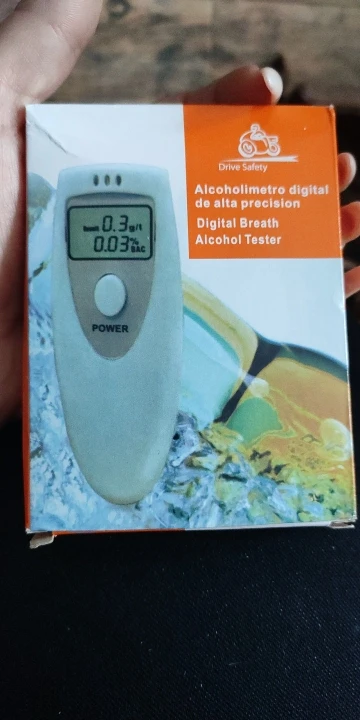 Drive Safety
Alcoholimetro digital
de alta precision
Digital Breath
Alcohol Tester
0.3g/l
0.03% BAC
POWER